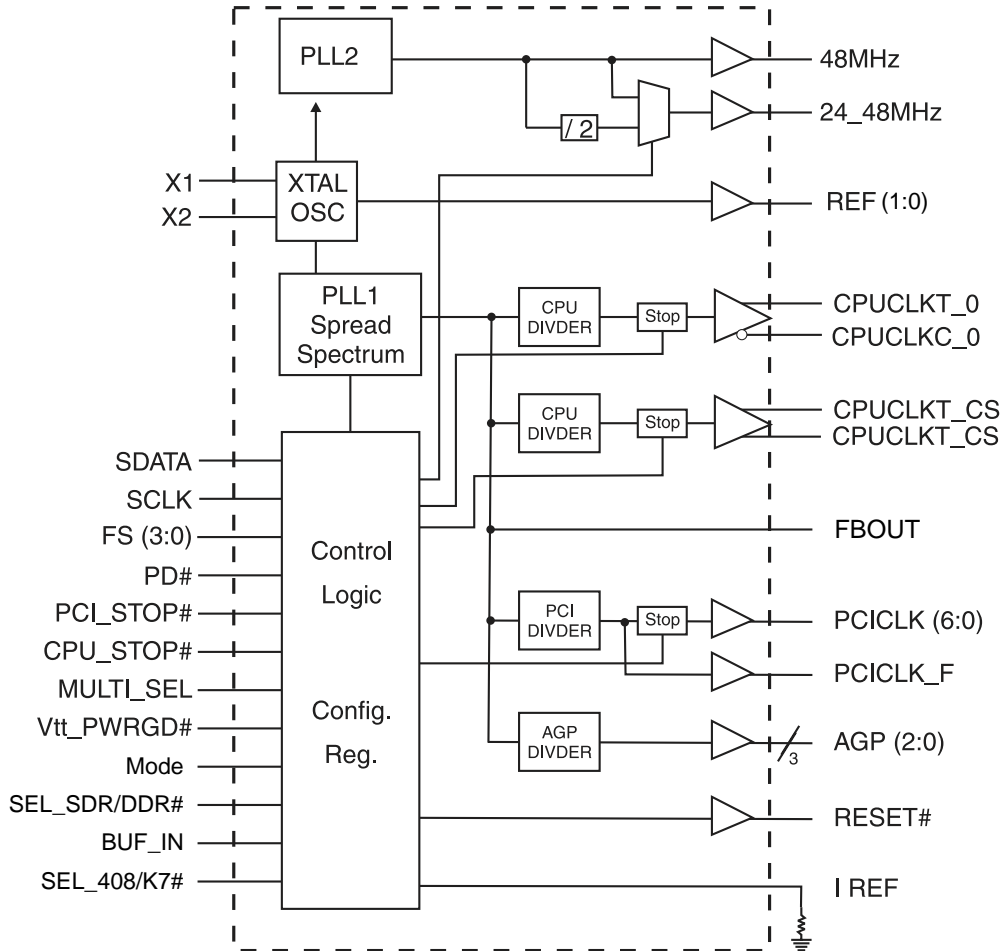 PLL2
48MHz
/ 2
24_48MHz
X1
X2
XTAL
OSC
REF (1:0)
PLL1
Spread
Spectrum
CPU
DIVDER
Stop
CPUCLKT_0
CPUCLKC_0
CPU
DIVDER
Stop
CPUCLKT_CS
CPUCLKT_CS
SDATA
SCLK
FS (3:0)
PD#
PCI_STOP#
CPU_STOP#
MULTI_SEL
Vtt_PWRGD#
Mode
SEL_SDR/DDR#
BUF_IN
SEL_408/K7#
Control
Logic
Config.
Reg.
FBOUT
PCI
DIVDER
Stop
PCICLK (6:0)
PCICLK_F
AGP
DIVDER
3
AGP (2:0)
RESET#
I REF